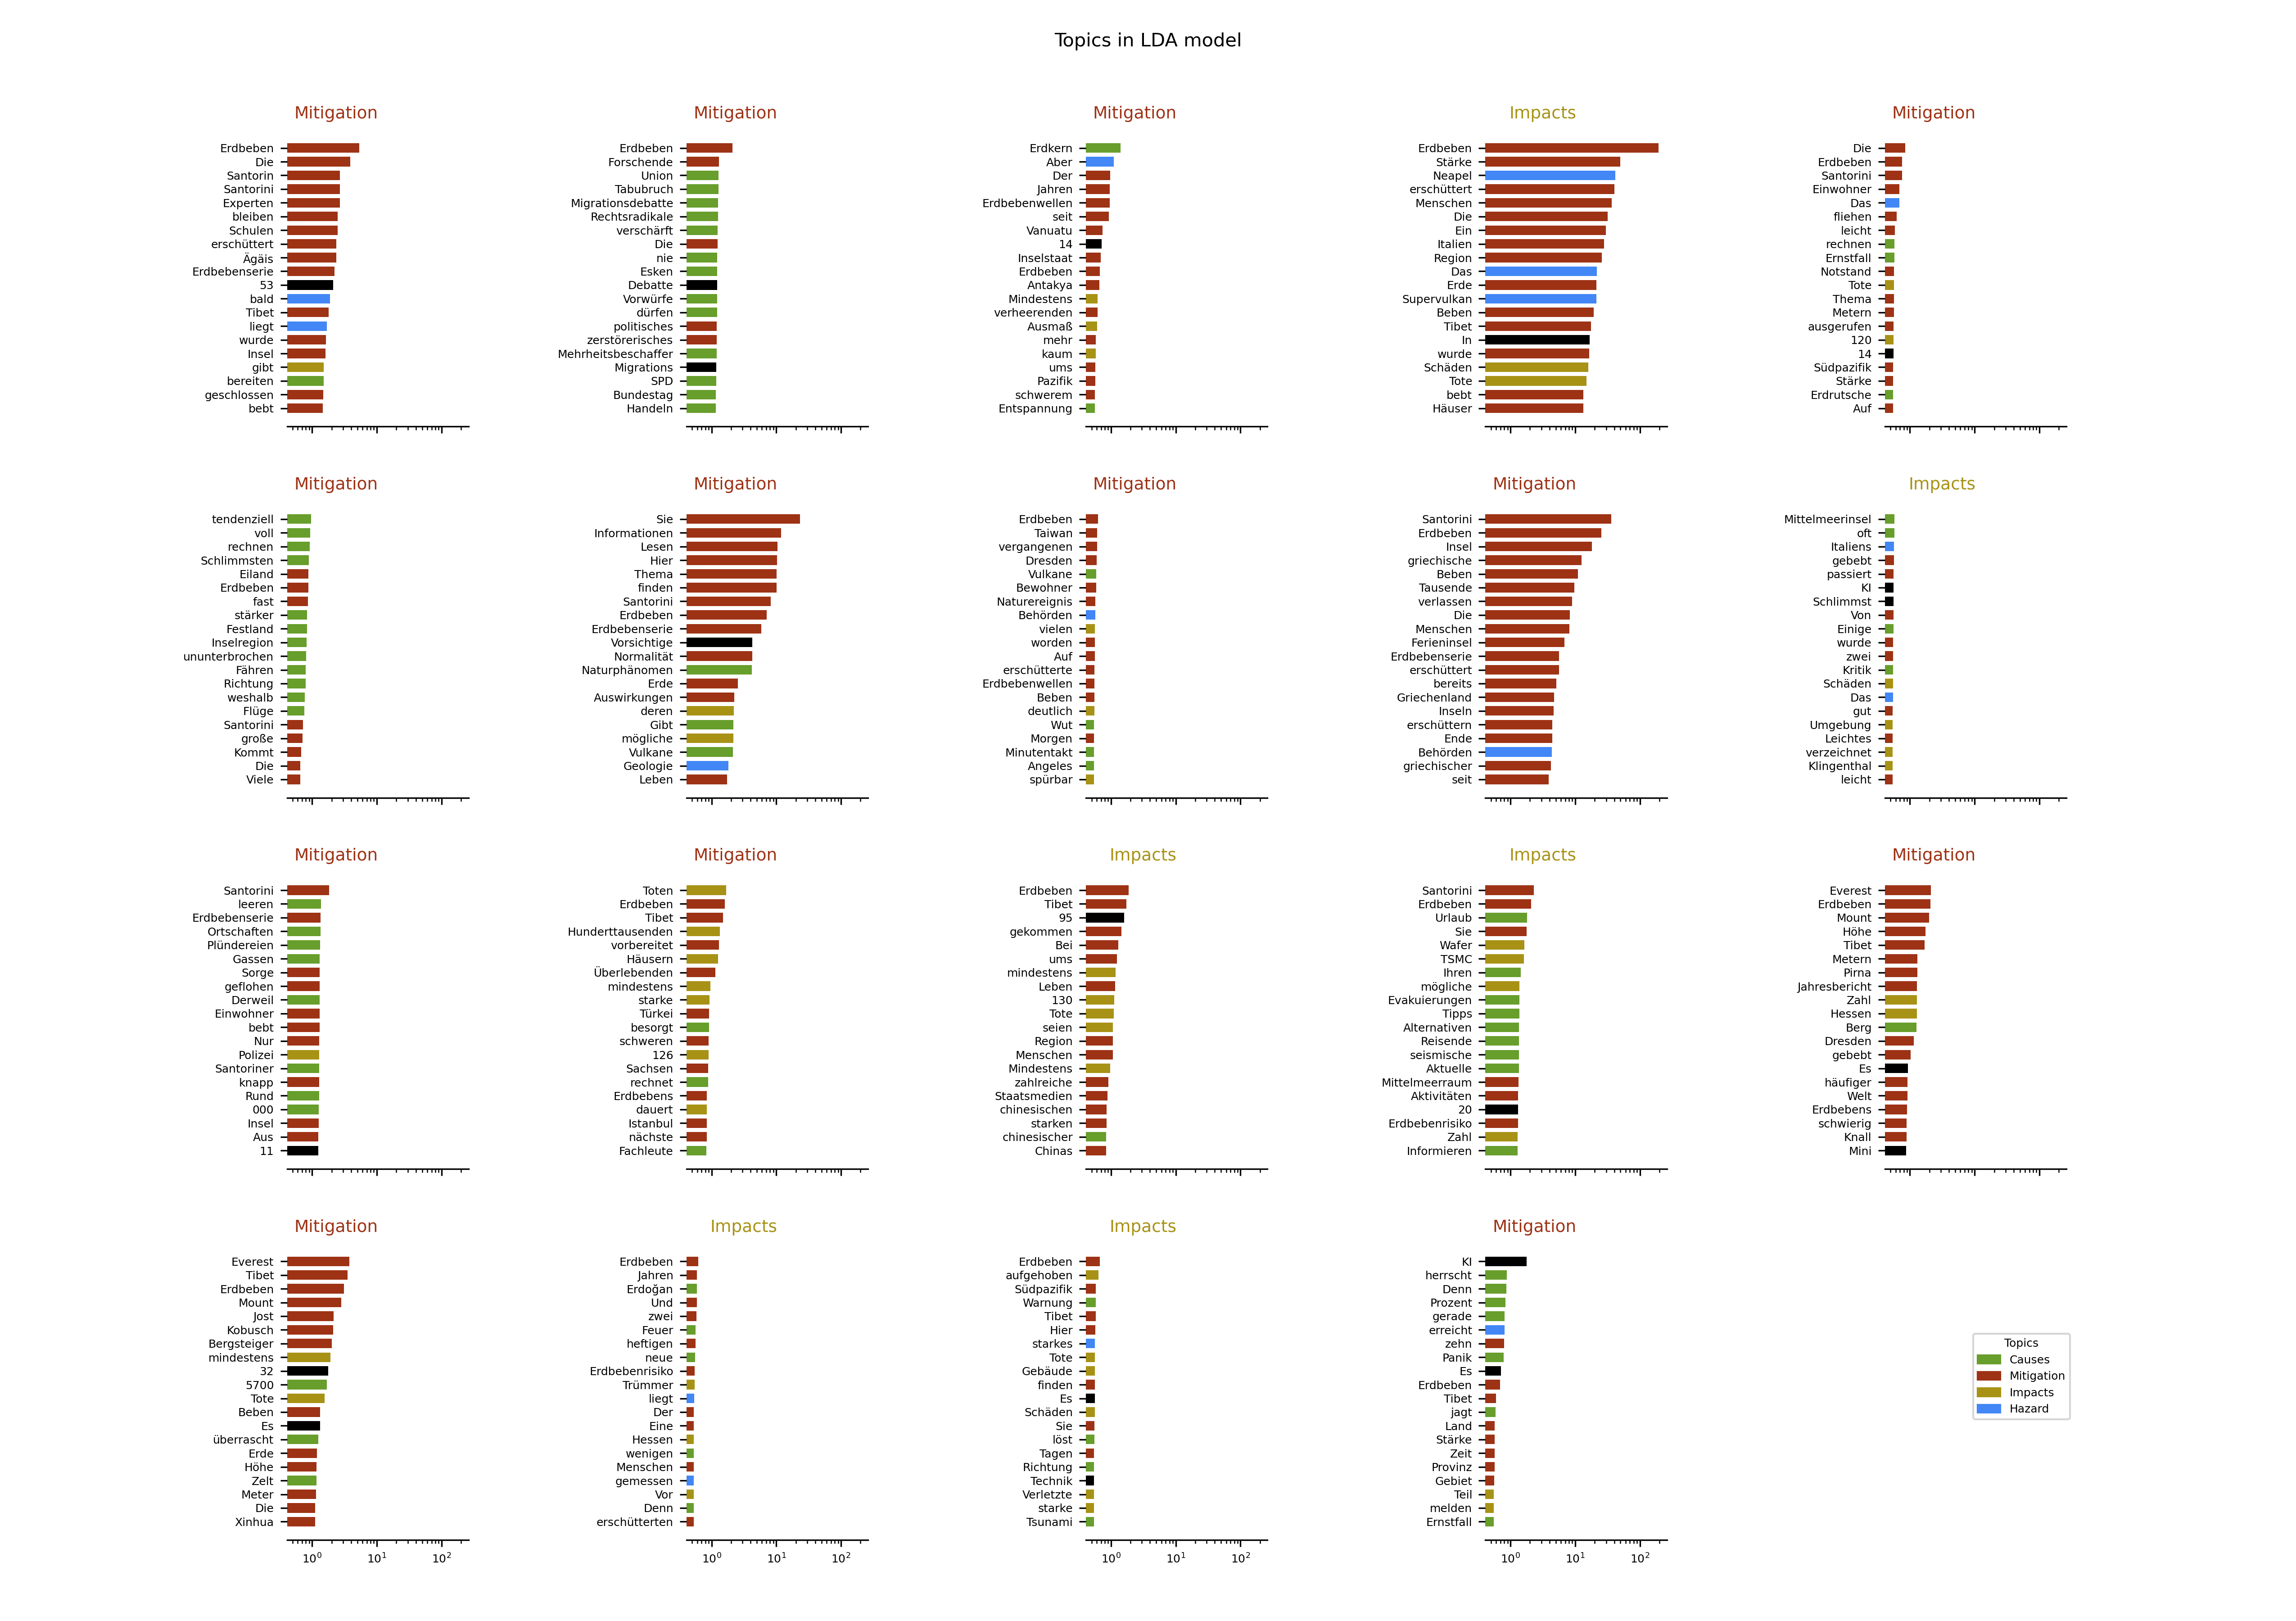 Topics in LDA model
Mitigation
Erdbeben
Die
Santorin
Santorini
Experten
bleiben
Schulen
erschüttert
Ägäis
Erdbebenserie
53
bald
Tibet
liegt
wurde
Insel
gibt
bereiten
geschlossen
bebt
Mitigation
Erdbeben
Forschende
Union
Tabubruch
Migrationsdebatte
Rechtsradikale
verschärft
Die
nie
Esken
Debatte
Vorwürfe
dürfen
politisches
zerstörerisches
Mehrheitsbeschaffer
Migrations
SPD
Bundestag
Handeln
Mitigation
Erdkern
Aber
Der
Jahren
Erdbebenwellen
seit
Vanuatu
14
Inselstaat
Erdbeben
Antakya
Mindestens
verheerenden
Ausmaß
mehr
kaum
ums
Pazifik
schwerem
Entspannung
Impacts
Erdbeben
Stärke
Neapel
erschüttert
Menschen
Die
Ein
Italien
Region
Das
Erde
Supervulkan
Beben
Tibet
In
wurde
Schäden
Tote
bebt
Häuser
Mitigation
Die
Erdbeben
Santorini
Einwohner
Das
fliehen
leicht
rechnen
Ernstfall
Notstand
Tote
Thema
Metern
ausgerufen
120
14
Südpazifik
Stärke
Erdrutsche
Auf
Mitigation
tendenziell
voll
rechnen
Schlimmsten
Eiland
Erdbeben
fast
stärker
Festland
Inselregion
ununterbrochen
Fähren
Richtung
weshalb
Flüge
Santorini
große
Kommt
Die
Viele
Mitigation
Sie
Informationen
Lesen
Hier
Thema
finden
Santorini
Erdbeben
Erdbebenserie
Vorsichtige
Normalität
Naturphänomen
Erde
Auswirkungen
deren
Gibt
mögliche
Vulkane
Geologie
Leben
Mitigation
Erdbeben
Taiwan
vergangenen
Dresden
Vulkane
Bewohner
Naturereignis
Behörden
vielen
worden
Auf
erschütterte
Erdbebenwellen
Beben
deutlich
Wut
Morgen
Minutentakt
Angeles
spürbar
Mitigation
Santorini
Erdbeben
Insel
griechische
Beben
Tausende
verlassen
Die
Menschen
Ferieninsel
Erdbebenserie
erschüttert
bereits
Griechenland
Inseln
erschüttern
Ende
Behörden
griechischer
seit
Impacts
Mittelmeerinsel
oft
Italiens
gebebt
passiert
KI
Schlimmst
Von
Einige
wurde
zwei
Kritik
Schäden
Das
gut
Umgebung
Leichtes
verzeichnet
Klingenthal
leicht
Mitigation
Santorini
leeren
Erdbebenserie
Ortschaften
Plündereien
Gassen
Sorge
geflohen
Derweil
Einwohner
bebt
Nur
Polizei
Santoriner
knapp
Rund
000
Insel
Aus
11
Mitigation
Toten
Erdbeben
Tibet
Hunderttausenden
vorbereitet
Häusern
Überlebenden
mindestens
starke
Türkei
besorgt
schweren
126
Sachsen
rechnet
Erdbebens
dauert
Istanbul
nächste
Fachleute
Impacts
Erdbeben
Tibet
95
gekommen
Bei
ums
mindestens
Leben
130
Tote
seien
Region
Menschen
Mindestens
zahlreiche
Staatsmedien
chinesischen
starken
chinesischer
Chinas
Impacts
Santorini
Erdbeben
Urlaub
Sie
Wafer
TSMC
Ihren
mögliche
Evakuierungen
Tipps
Alternativen
Reisende
seismische
Aktuelle
Mittelmeerraum
Aktivitäten
20
Erdbebenrisiko
Zahl
Informieren
Mitigation
Everest
Erdbeben
Mount
Höhe
Tibet
Metern
Pirna
Jahresbericht
Zahl
Hessen
Berg
Dresden
gebebt
Es
häufiger
Welt
Erdbebens
schwierig
Knall
Mini
Mitigation
Everest
Tibet
Erdbeben
Mount
Jost
Kobusch
Bergsteiger
mindestens
32
5700
Tote
Beben
Es
überrascht
Erde
Höhe
Zelt
Meter
Die
Xinhua
10⁰ 10¹ 10²
Impacts
Erdbeben
Jahren
Erdoğan
Und
zwei
Feuer
heftigen
neue
Erdbebenrisiko
Trümmer
liegt
Der
Eine
Hessen
wenigen
Menschen
gemessen
Vor
Denn
erschütterten
10⁰ 10¹ 10²
Impacts
Erdbeben
aufgehoben
Südpazifik
Warnung
Tibet
Hier
starkes
Tote
Gebäude
finden
Es
Schäden
Sie
löst
Tagen
Richtung
Technik
Verletzte
starke
Tsunami
10⁰ 10¹ 10²
Mitigation
KI
herrscht
Denn
Prozent
gerade
erreicht
zehn
Panik
Es
Erdbeben
Tibet
jagt
Land
Stärke
Zeit
Provinz
Gebiet
Teil
melden
Ernstfall
10⁰ 10¹ 10²
Topics
Causes
Mitigation
Impacts
Hazard